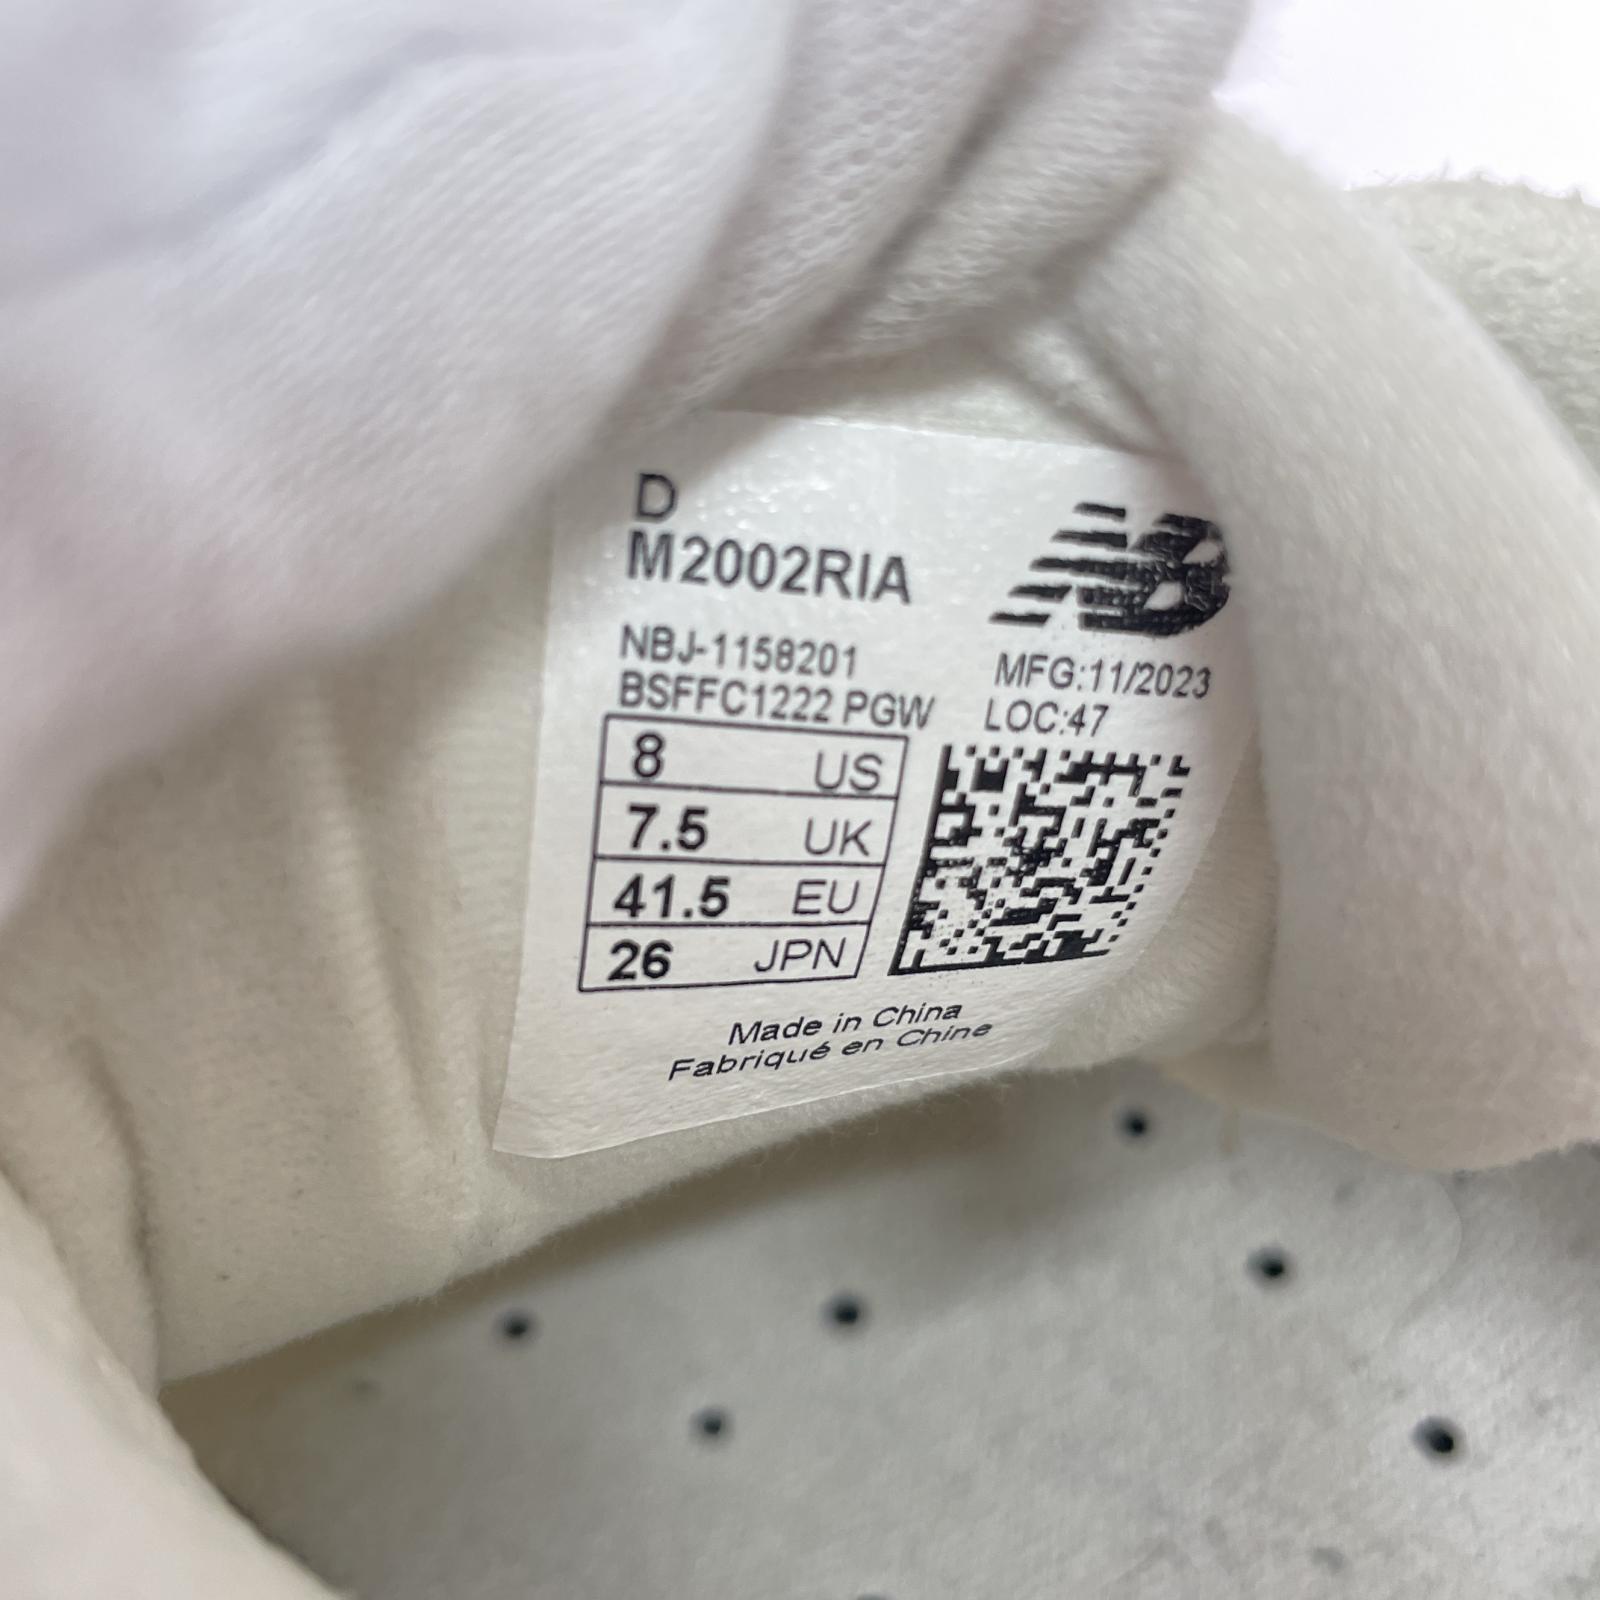 D
M2002RIA
NB
NBJ-1158201
BSFFC1222 PGW
MFG:11/2023
LOC:47
8 US
7.5 UK
41.5 EU
26 JPN
Made in China
Fabriqué en Chine